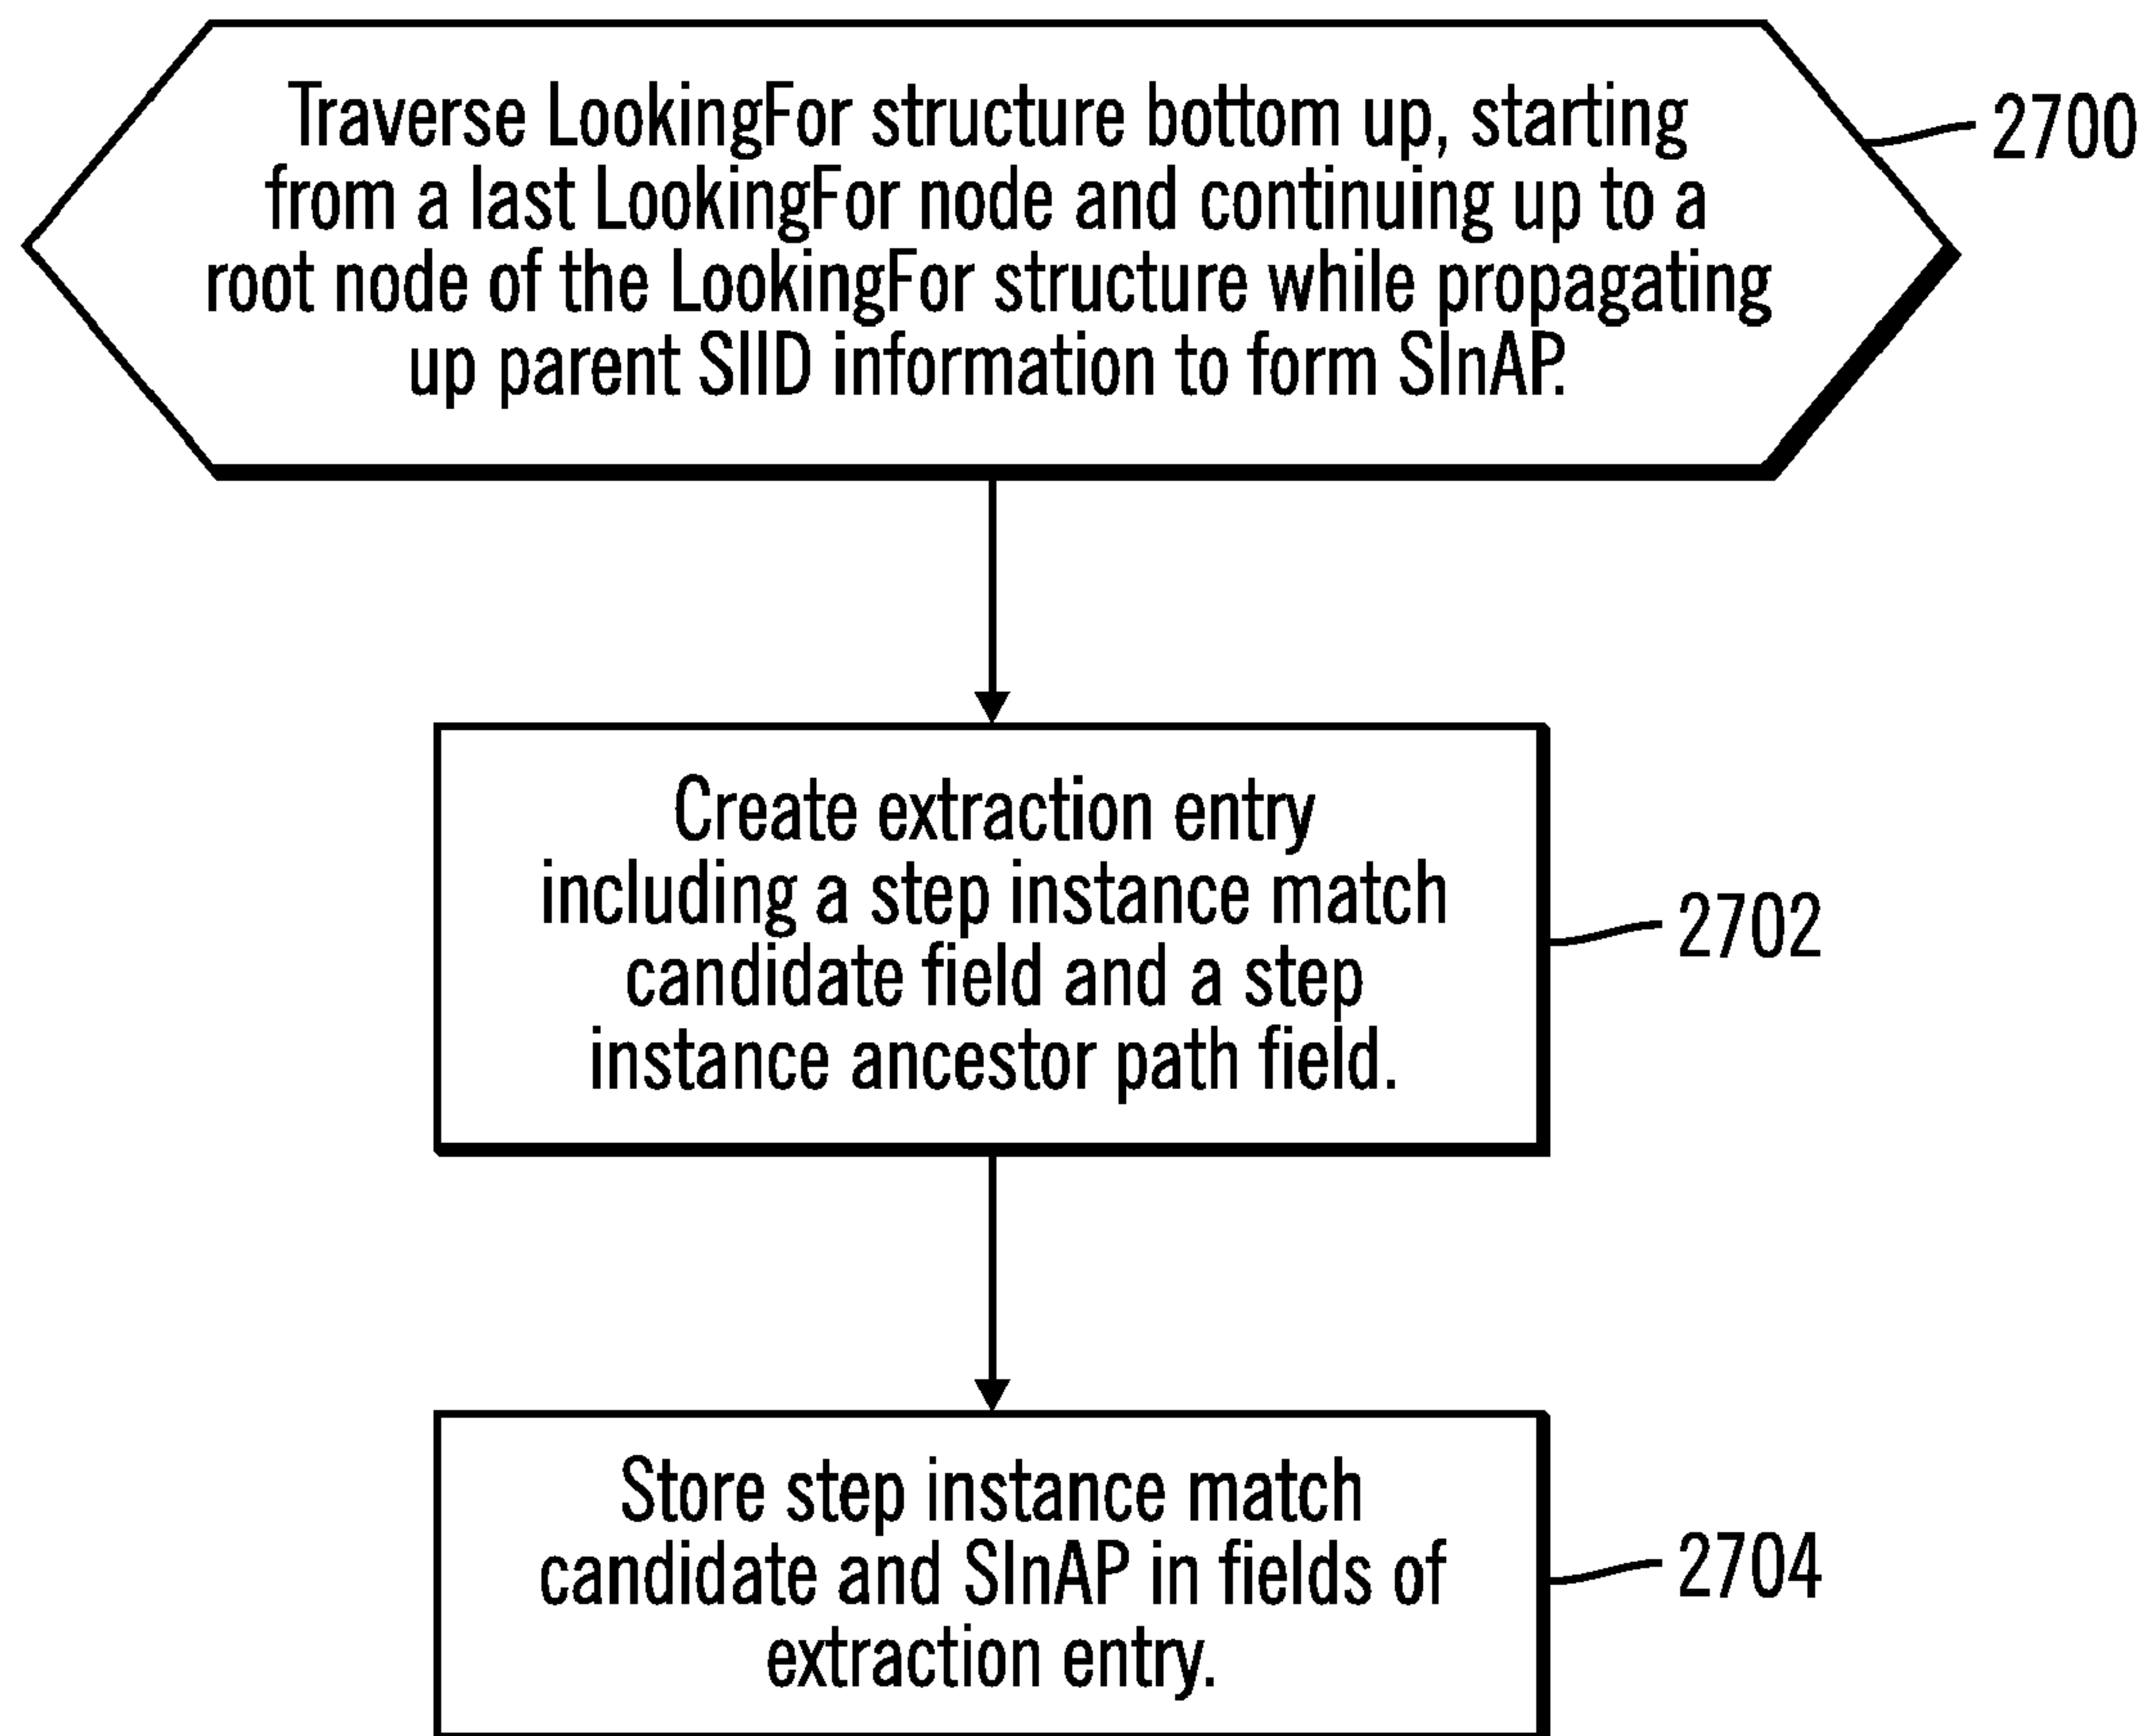 Traverse LookingFor structure bottom up, starting
from a last LookingFor node and continuing up to a
root node of the LookingFor structure while propagating
up parent SIID information to form SInAP.
2700
Create extraction entry
including a step instance match
candidate field and a step
instance ancestor path field.
2702
Store step instance match
candidate and SInAP in fields of
extraction entry.
2704